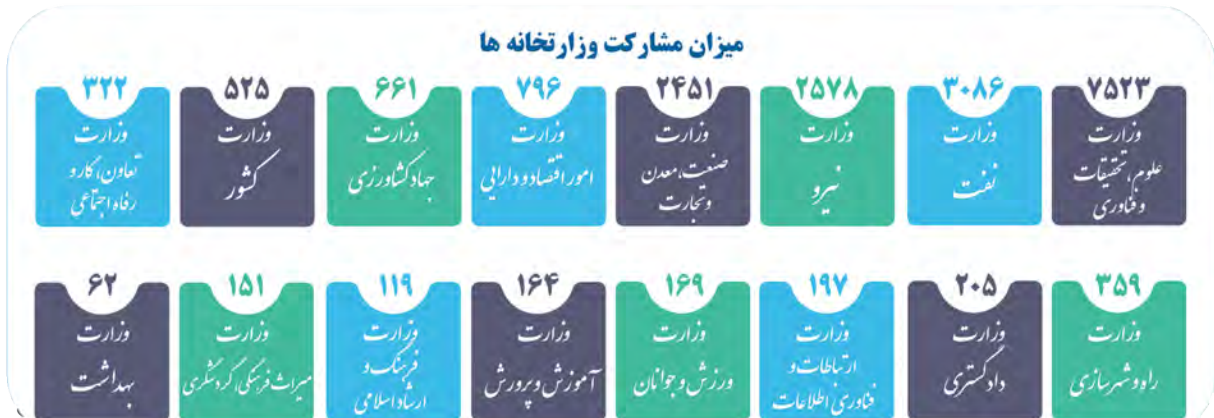 میزان مشارکت وزارتخانه ها
۷۵۲۳
وزارت
علوم، تحقیقات
و فناوری
۳۰۸۶
وزارت
نفت
۲۵۷۸
وزارت
نیرو
۲۴۵۱
وزارت
صنعت، معدن
و تجارت
۷۹۶
وزارت
امور اقتصاد و دارایی
۶۶۱
وزارت
جهاد کشاورزی
۵۲۵
وزارت
کشور
۳۲۲
وزارت
تعاون، کار و
رفاه اجتماعی
۳۵۹
وزارت
راه و شهرسازی
۲۰۵
وزارت
دادگستری
۱۹۷
وزارت
ارتباطات و
فناوری اطلاعات
۱۶۹
وزارت
ورزش و جوانان
۱۶۴
وزارت
آموزش و پرورش
۱۱۹
وزارت
فرهنگ و
ارشاد اسلامی
۱۵۱
وزارت
میراث فرهنگی، گردشگری
۶۲
وزارت
بهداشت